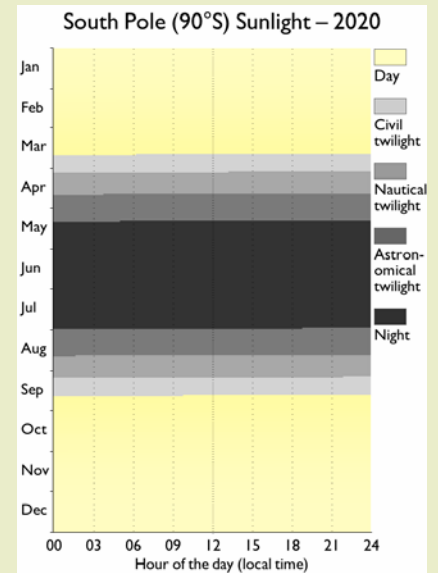 South Pole (90°S) Sunlight – 2020
Jan
Feb
Mar
Apr
May
Jun
Jul
Aug
Sep
Oct
Nov
Dec
00 03 06 09 12 15 18 21 24
Hour of the day (local time)
Day
Civil
twilight
Nautical
twilight
Astron-
omical
twilight
Night